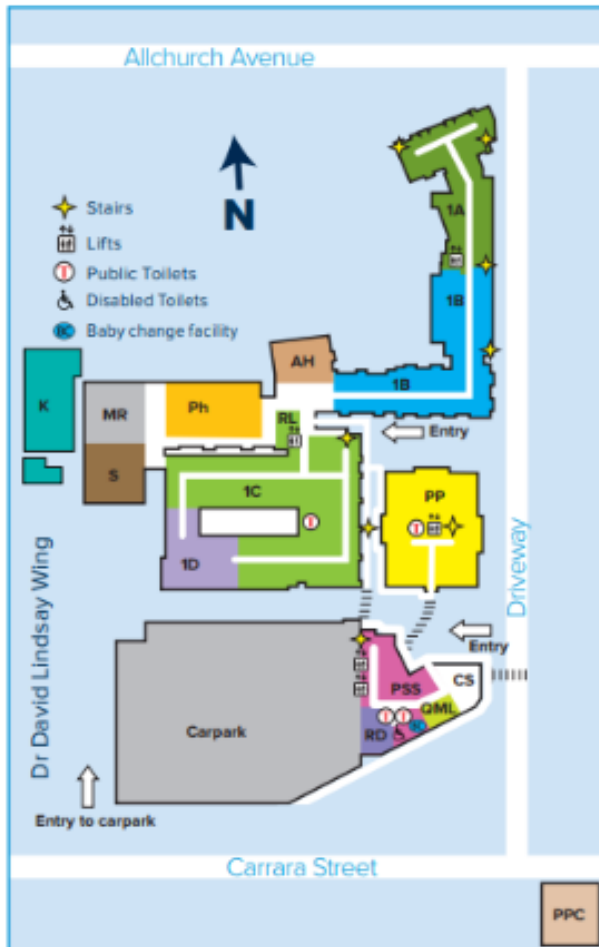 Allchurch Avenue
N
Stairs
Lifts
Public Toilets
Disabled Toilets
Baby change facility
1A
1B
1B
AH
K
MR
Ph
RL
Entry
S
1C
PP
1D
Driveway
Dr David Lindsay Wing
Entry
CS
PSS
QML
Carpark
RD
Entry to carpark
Carrara Street
PPC